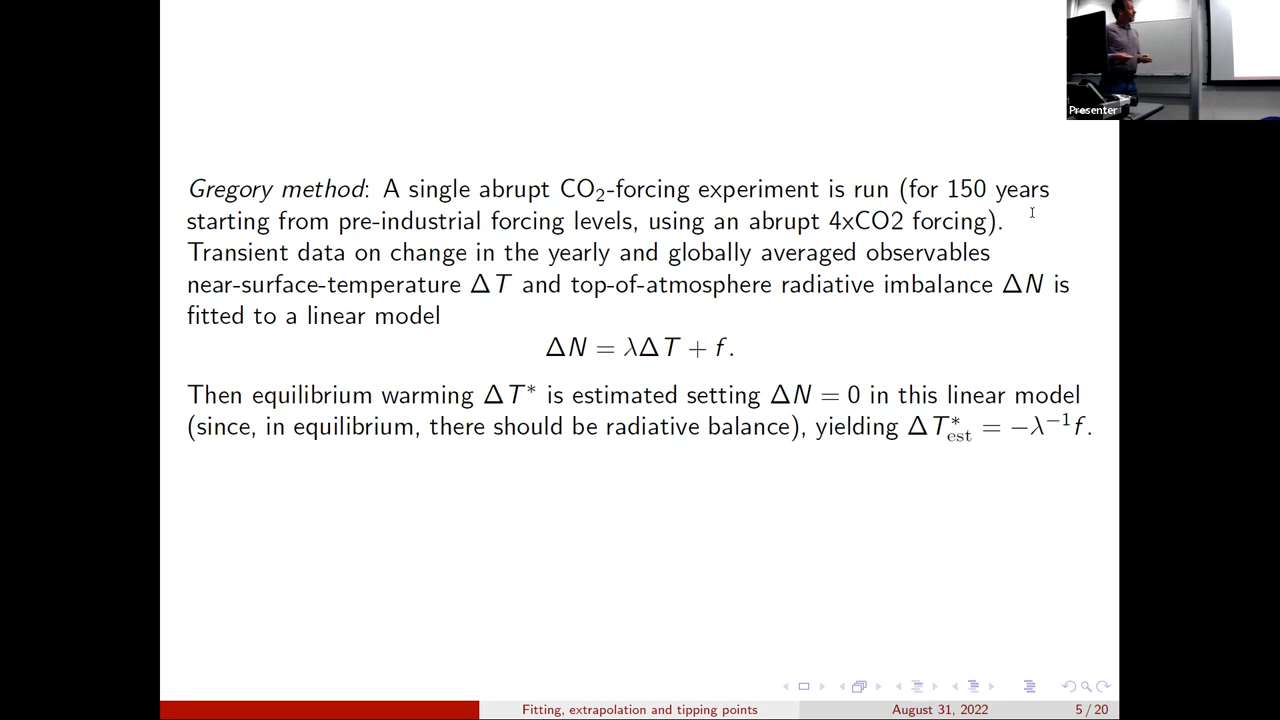 Presenter
Gregory method: A single abrupt CO₂-forcing experiment is run (for 150 years
starting from pre-industrial forcing levels, using an abrupt 4xCO2 forcing).
Transient data on change in the yearly and globally averaged observables
near-surface-temperature ΔT and top-of-atmosphere radiative imbalance ΔN is
fitted to a linear model
ΔN = λΔT + f.
Then equilibrium warming ΔT* is estimated setting ΔN = 0 in this linear model
(since, in equilibrium, there should be radiative balance), yielding ΔT*est = −λ⁻¹f.
Fitting, extrapolation and tipping points August 31, 2022 5 / 20